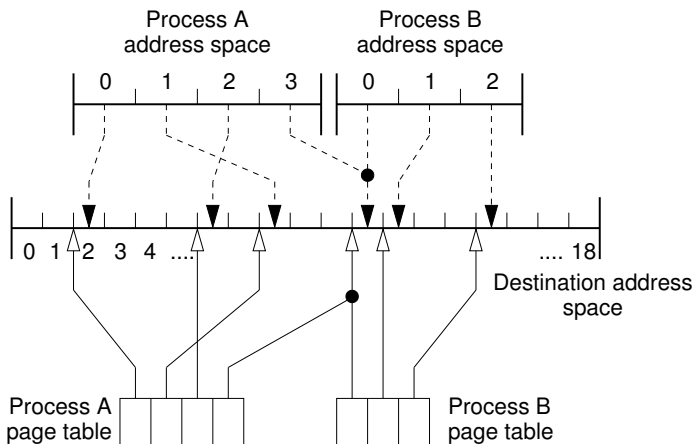 Process A
address space
Process B
address space
0 1 2 3 0 1 2
0 1 2 3 4 .... .... 18
Destination address
space
Process A
page table
Process B
page table